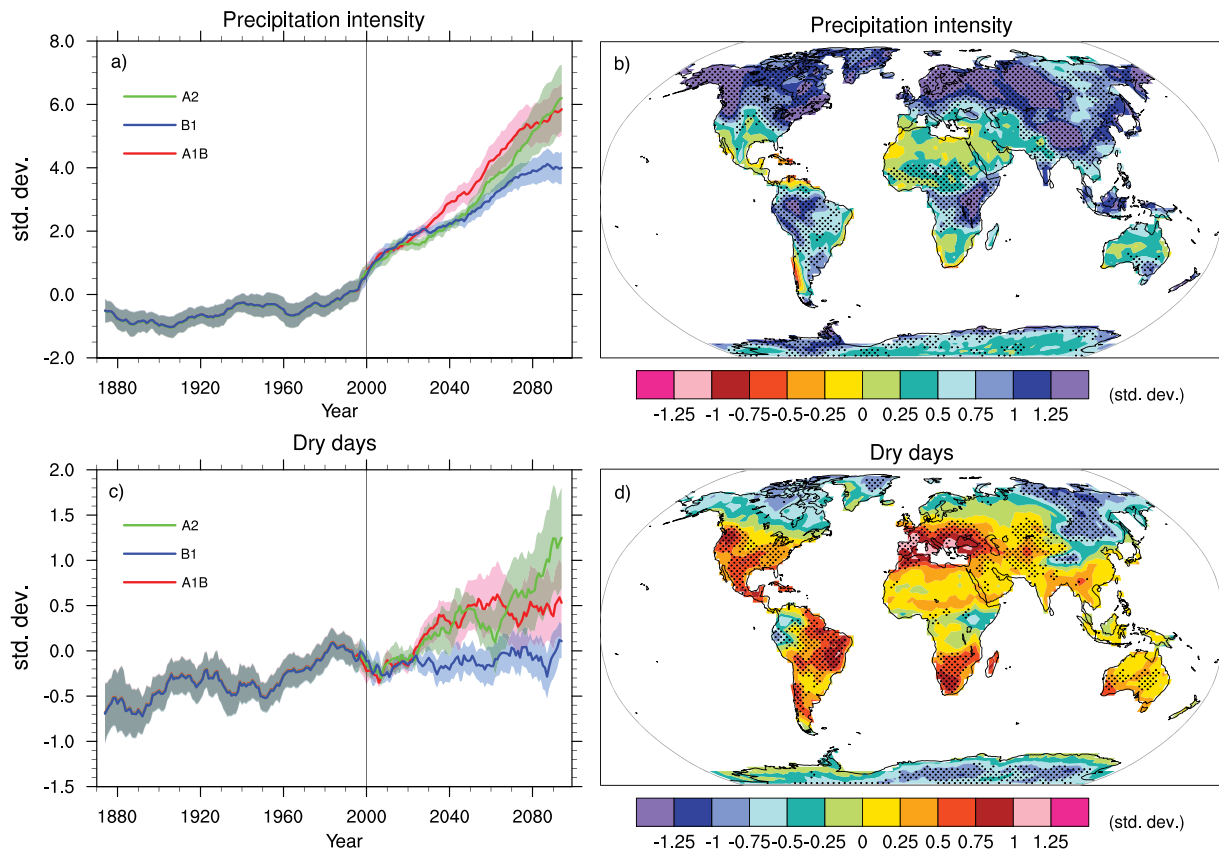 Precipitation intensity
a)
8.0
6.0
4.0
2.0
0.0
-2.0
std. dev.
A2
B1
A1B
1880 1920 1960 2000 2040 2080
Year
Precipitation intensity
b)
-1.25 -1 -0.75 -0.5 -0.25 0 0.25 0.5 0.75 1 1.25
(std. dev.)
Dry days
c)
2.0
1.5
1.0
0.5
0.0
-0.5
-1.0
-1.5
std. dev.
A2
B1
A1B
1880 1920 1960 2000 2040 2080
Year
Dry days
d)
-1.25 -1 -0.75 -0.5 -0.25 0 0.25 0.5 0.75 1 1.25
(std. dev.)